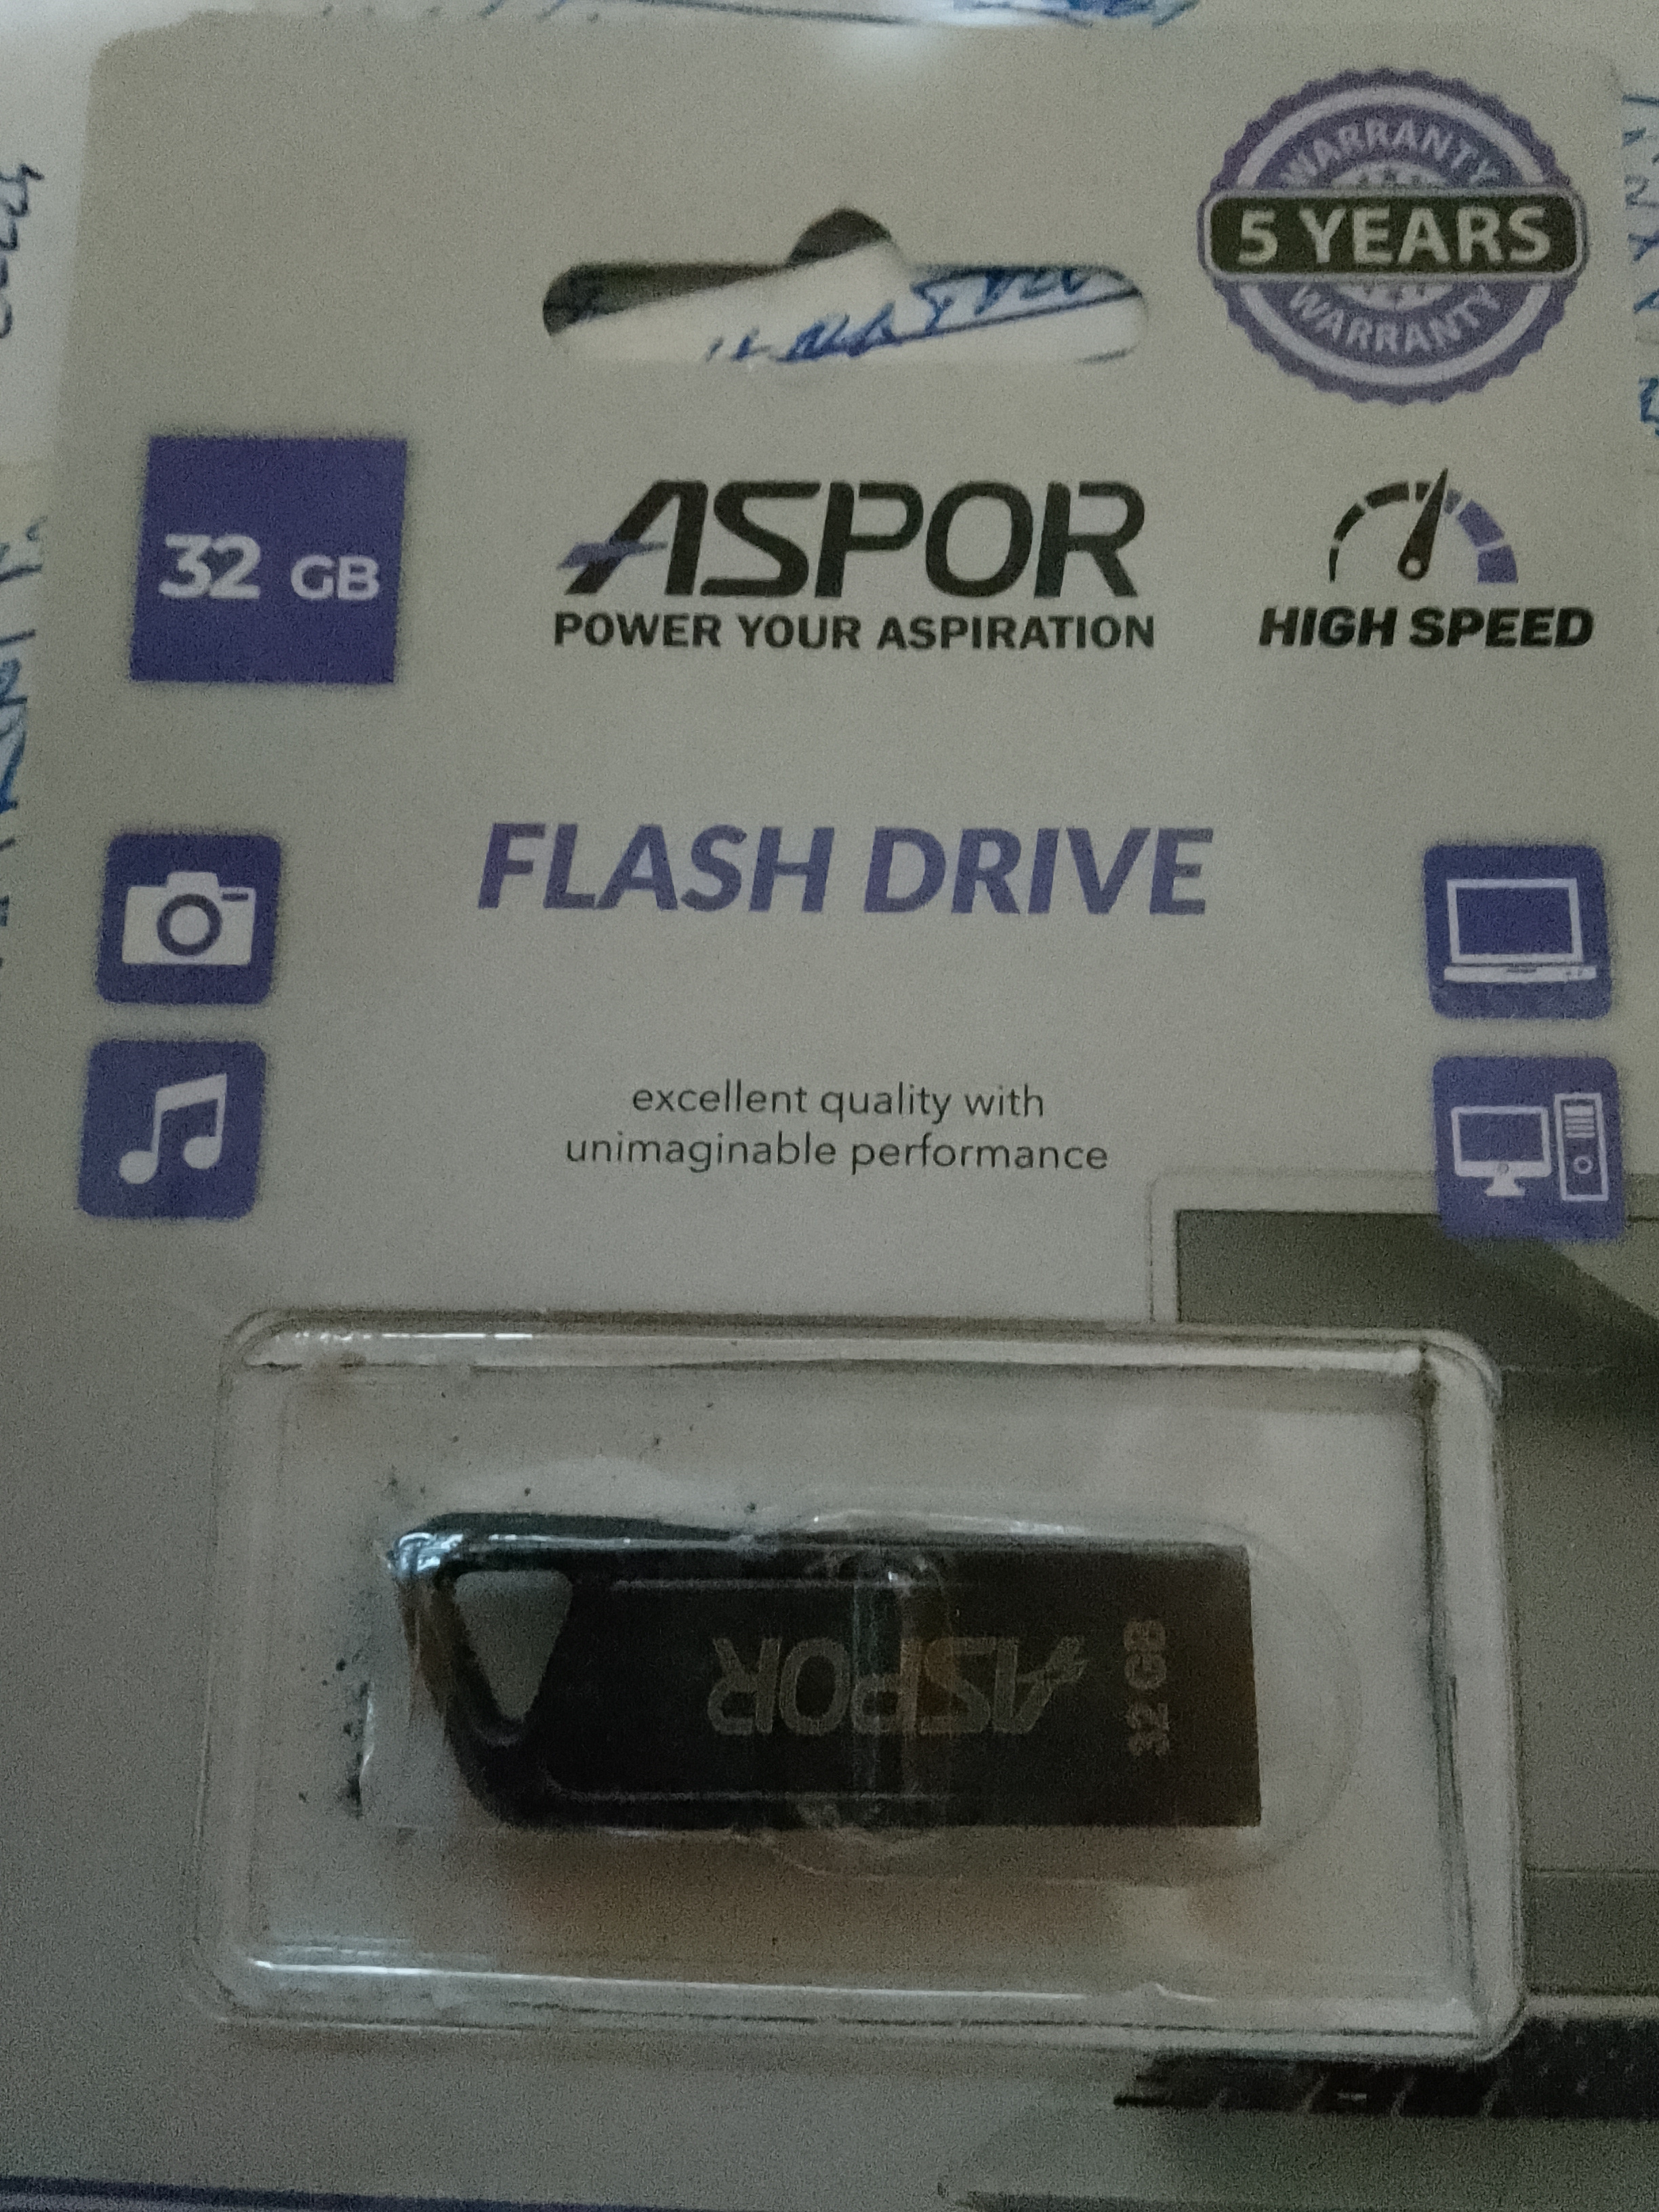 WARRANTY
5 YEARS
WARRANTY
32 GB
ASPOR
POWER YOUR ASPIRATION
HIGH SPEED
FLASH DRIVE
excellent quality with
unimaginable performance
ASPOR
32 GB